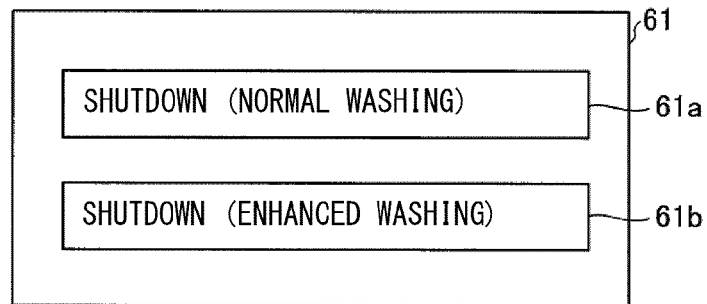 61
SHUTDOWN (NORMAL WASHING)
61a
SHUTDOWN (ENHANCED WASHING)
61b